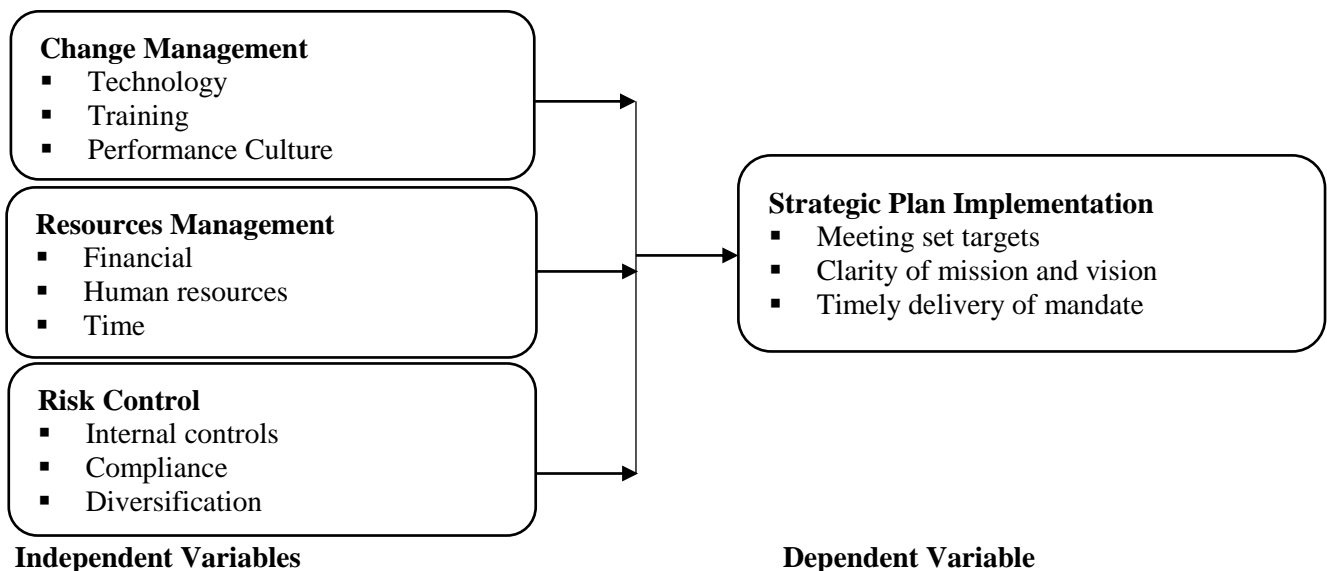 Change Management
▪ Technology
▪ Training
▪ Performance Culture
Resources Management
▪ Financial
▪ Human resources
▪ Time
Risk Control
▪ Internal controls
▪ Compliance
▪ Diversification
Independent Variables
Strategic Plan Implementation
▪ Meeting set targets
▪ Clarity of mission and vision
▪ Timely delivery of mandate
Dependent Variable